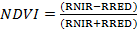 NDVI = (RNIR−RRED)/(RNIR+RRED)